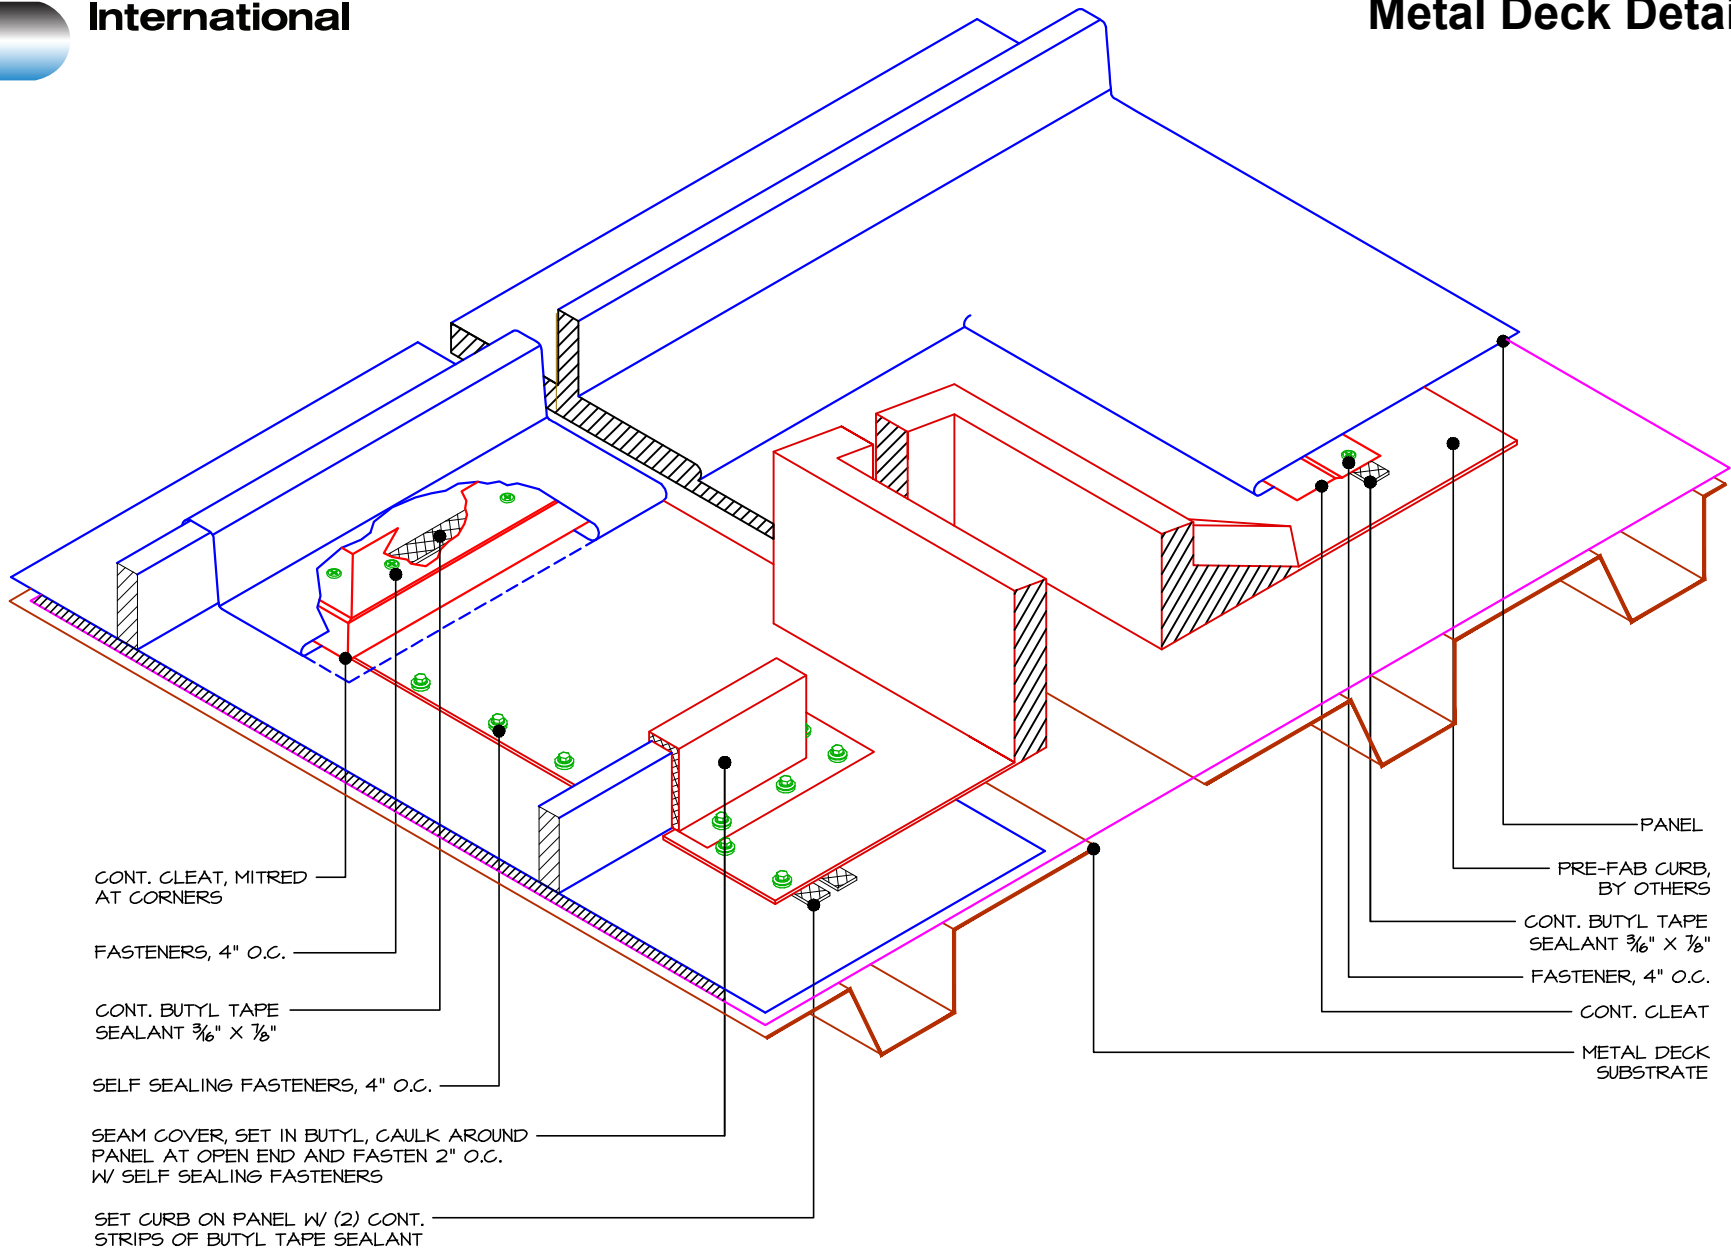 International
Metal Deck Detai
CONT. CLEAT, MITRED
AT CORNERS
FASTENERS, 4" O.C.
CONT. BUTYL TAPE
SEALANT 3/16" X 7/8"
SELF SEALING FASTENERS, 4" O.C.
SEAM COVER, SET IN BUTYL, CAULK AROUND
PANEL AT OPEN END AND FASTEN 2" O.C.
W/ SELF SEALING FASTENERS
SET CURB ON PANEL W/ (2) CONT.
STRIPS OF BUTYL TAPE SEALANT
PANEL
PRE-FAB CURB,
BY OTHERS
CONT. BUTYL TAPE
SEALANT 3/16" X 7/8"
FASTENER, 4" O.C.
CONT. CLEAT
METAL DECK
SUBSTRATE